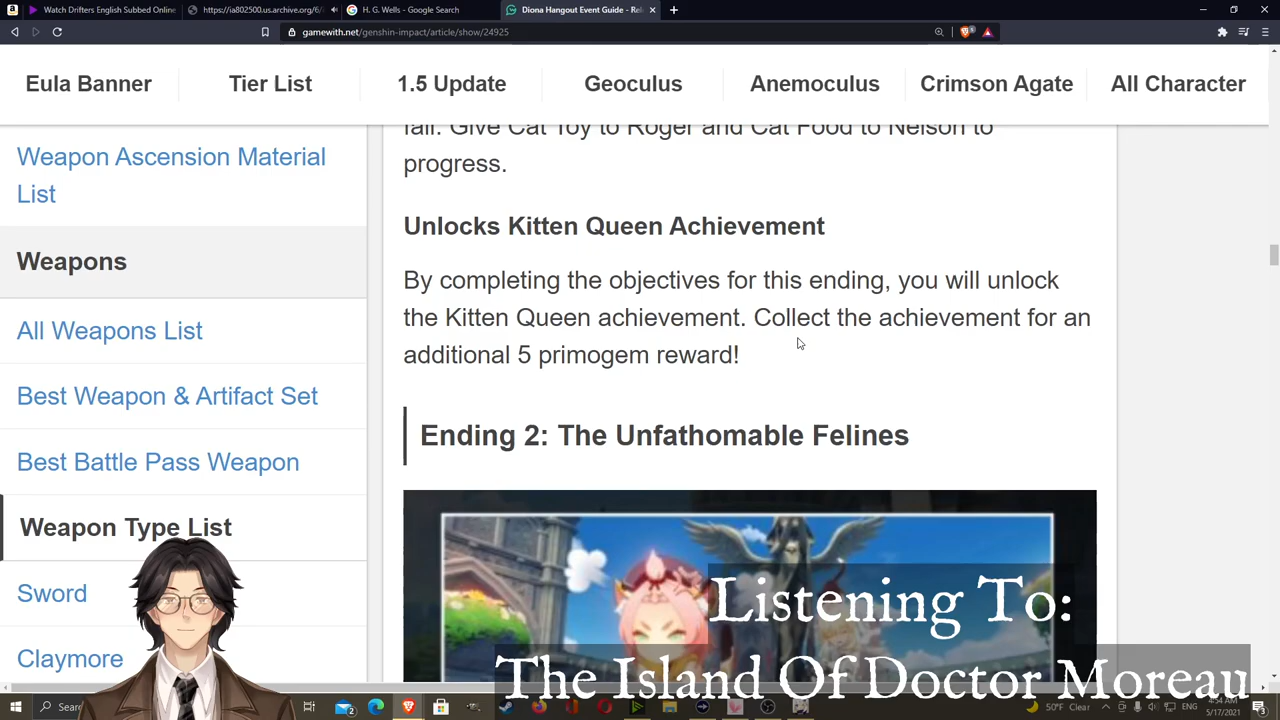 Watch Drifters English Subbed Online
https://ia802500.us.archive.org/6/
H. G. Wells - Google Search
Diona Hangout Event Guide - Rel
gamewith.net/genshin-impact/article/show/24925
Eula Banner
Tier List
1.5 Update
Geoculus
Anemoculus
Crimson Agate
All Character
Weapon Ascension Material
List
Weapons
All Weapons List
Best Weapon & Artifact Set
Best Battle Pass Weapon
Weapon Type List
Sword
Claymore
fall. Give Cat Toy to Roger and Cat Food to Nelson to
progress.
Unlocks Kitten Queen Achievement
By completing the objectives for this ending, you will unlock
the Kitten Queen achievement. Collect the achievement for an
additional 5 primogem reward!
Ending 2: The Unfathomable Felines
Listening To:
The Island Of Doctor Moreau
Searc
50°F Clear
4:54 AM
5/17/2021